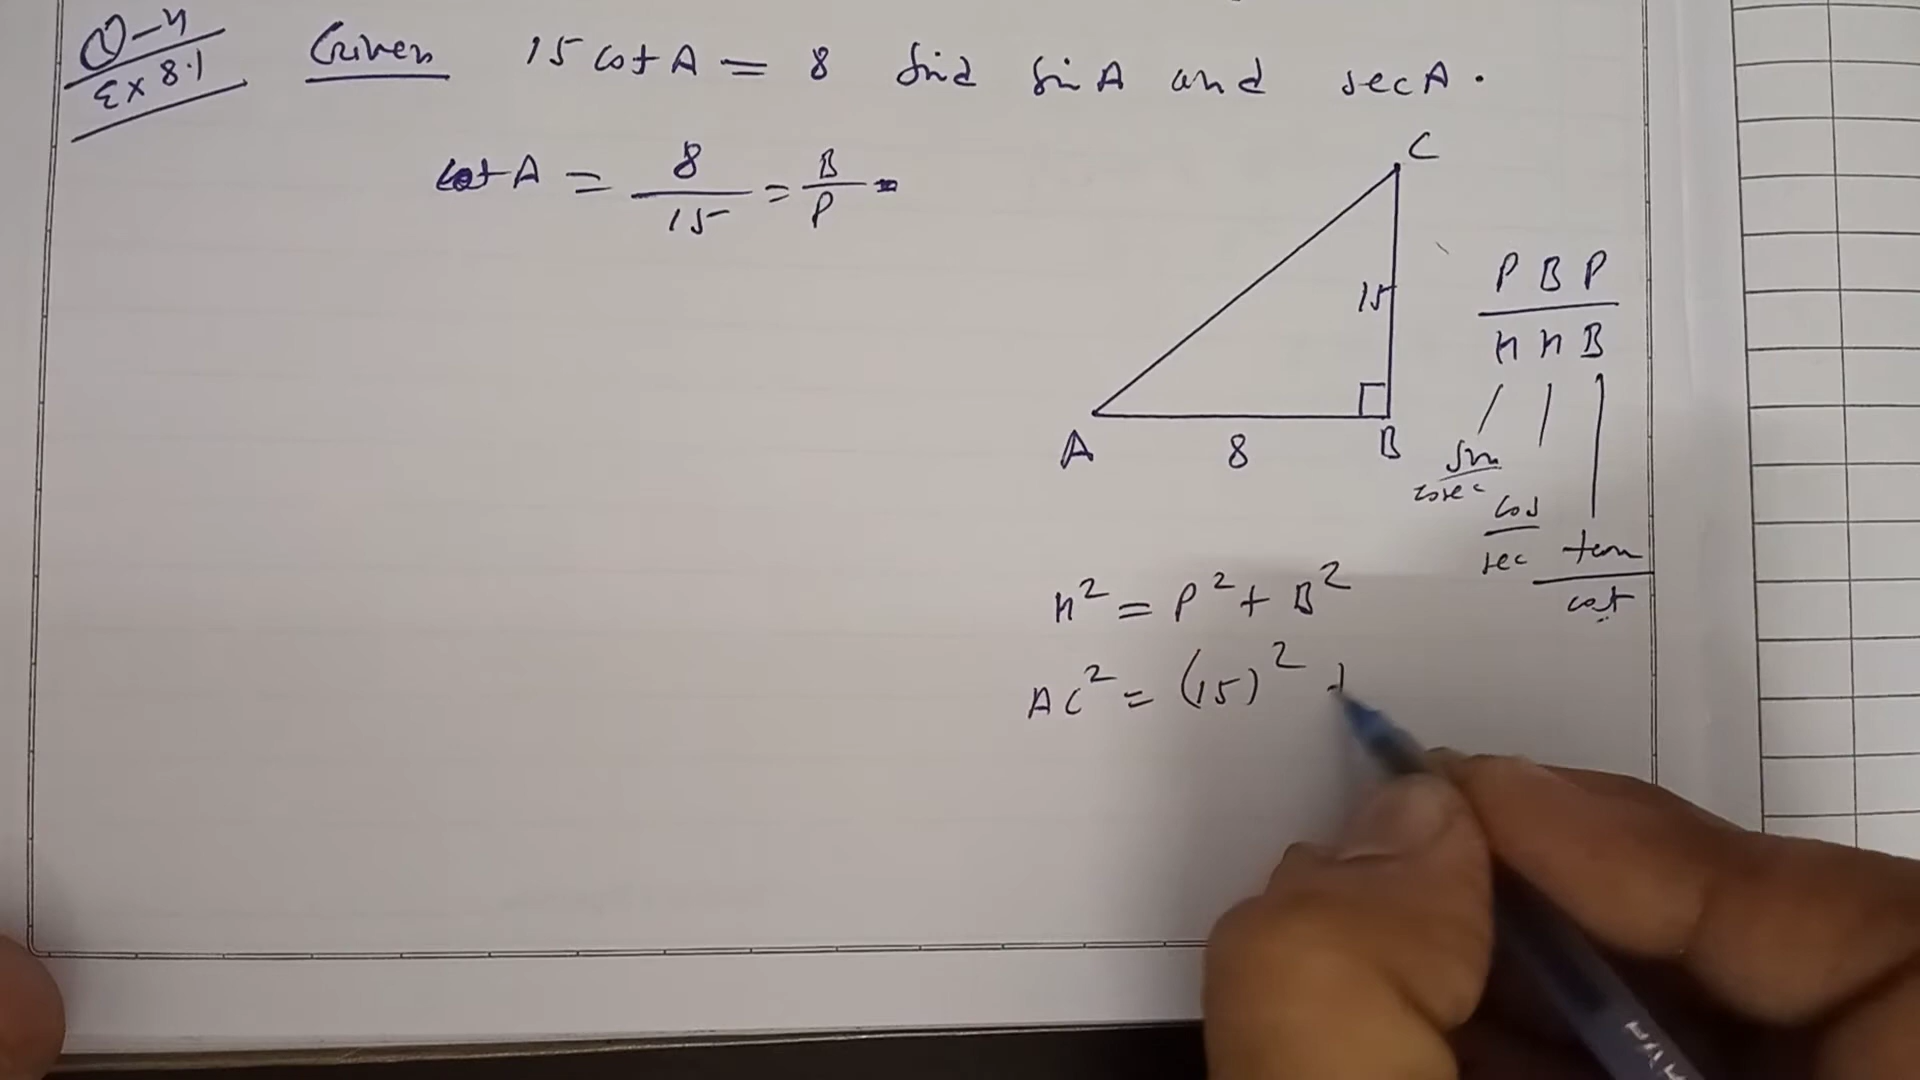 Q-4
Ex 8.1
Given 15 cot A = 8 find sin A and sec A.
cot A = 8/15 = B/P
C
15
A
8
B
P B P
H H B
sin
cosec
cos
sec
tan
cot
H² = P² + B²
AC² = (15)² +